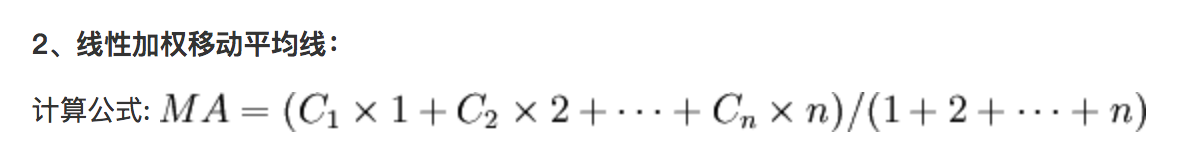 2、线性加权移动平均线：
计算公式: MA = (C₁ × 1 + C₂ × 2 + ⋯ + Cₙ × n)/(1 + 2 + ⋯ + n)